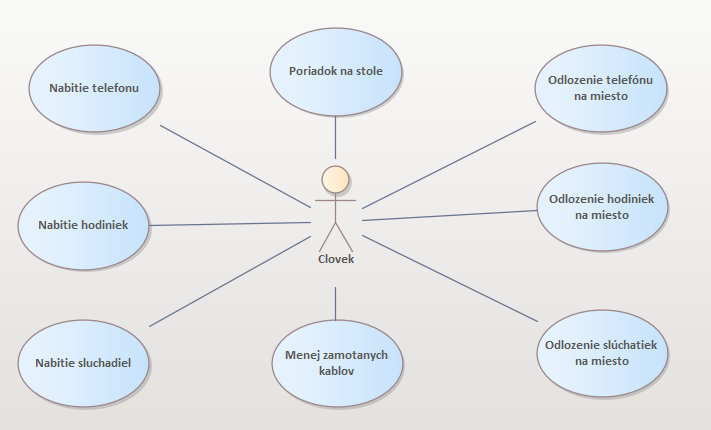 Nabitie telefonu
Poriadok na stole
Odlozenie telefónu
na miesto
Nabitie hodiniek
Odlozenie hodiniek
na miesto
Clovek
Nabitie sluchadiel
Menej zamotanych
kablov
Odlozenie slúchatiek
na miesto